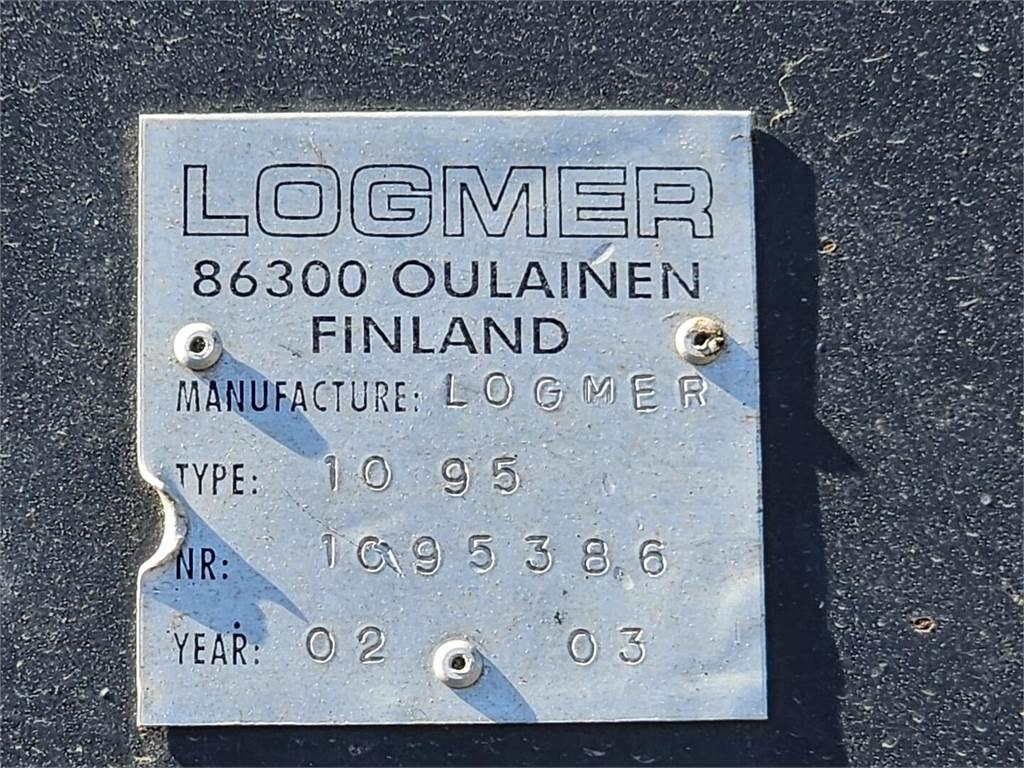 LOGMER
86300 OULAINEN
FINLAND
MANUFACTURE: LOGMER
TYPE: 10 95
NR: 1095386
YEAR: 02 03